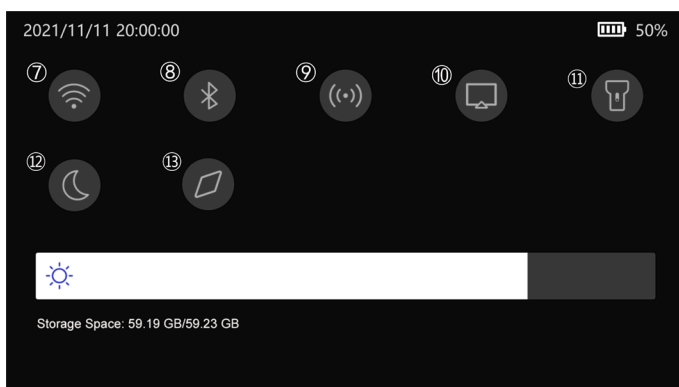 2021/11/11 20:00:00 50%
⑦ ⑧ ⑨ ⑩ ⑪
⑫ ⑬
Storage Space: 59.19 GB/59.23 GB